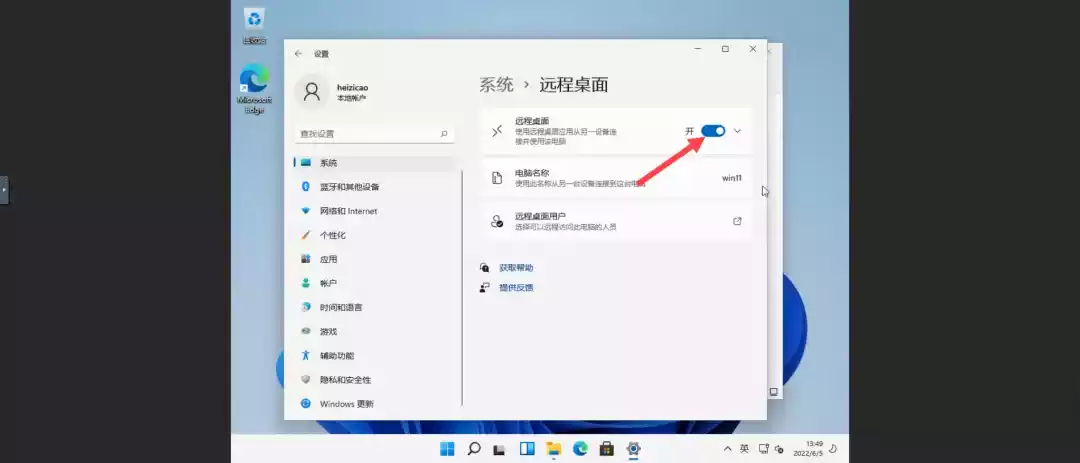 回收站
Microsoft
Edge
设置
heizicao
本地帐户
查找设置
系统
蓝牙和其他设备
网络和 Internet
个性化
应用
帐户
时间和语言
游戏
辅助功能
隐私和安全性
Windows 更新
系统 › 远程桌面
远程桌面
使用远程桌面应用从另一设备连
接并使用该电脑
开
电脑名称
使用此名称从另一台设备连接到这台电脑
win11
远程桌面用户
选择可以远程访问此电脑的人员
获取帮助
提供反馈
英
13:49
2022/6/5